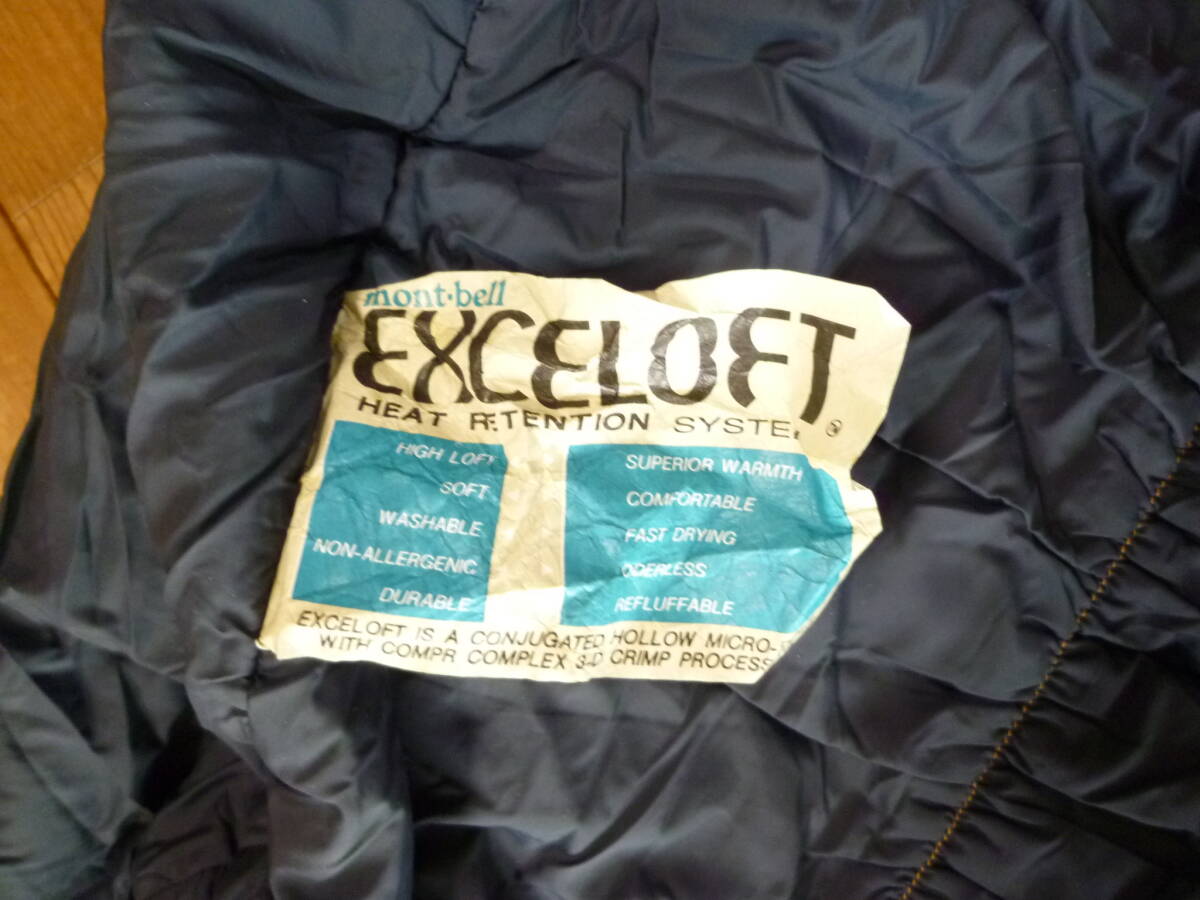 mont·bell
EXCELOFT
HEAT RETENTION SYSTE
®
HIGH LOFT
SOFT
WASHABLE
NON-ALLERGENIC
DURABLE
SUPERIOR WARMTH
COMFORTABLE
FAST DRYING
ODERLESS
REFLUFFABLE
EXCELOFT IS A CONJUGATED HOLLOW MICRO-
WITH COMPR COMPLEX 3-D CRIMP PROCESS